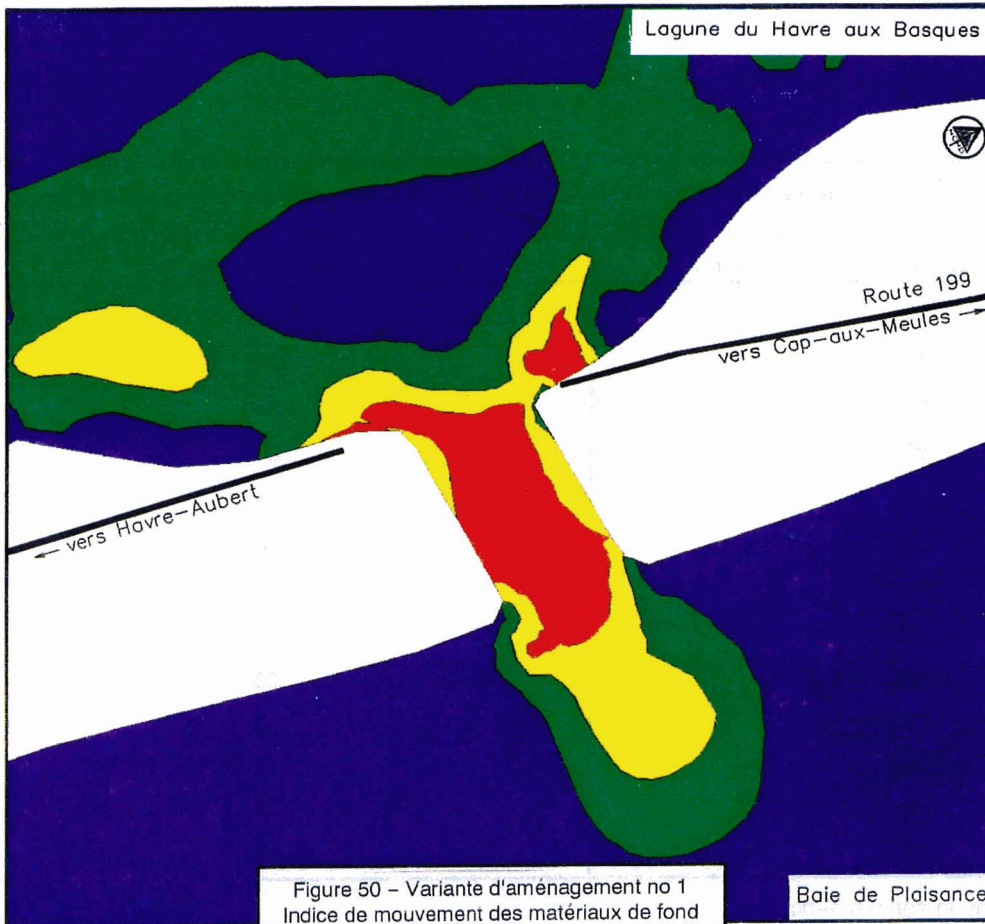 Lagune du Havre aux Basques
Route 199
vers Cap-aux-Meules →
← vers Havre-Aubert
Figure 50 – Variante d'aménagement no 1
Indice de mouvement des matériaux de fond
Baie de Plaisance